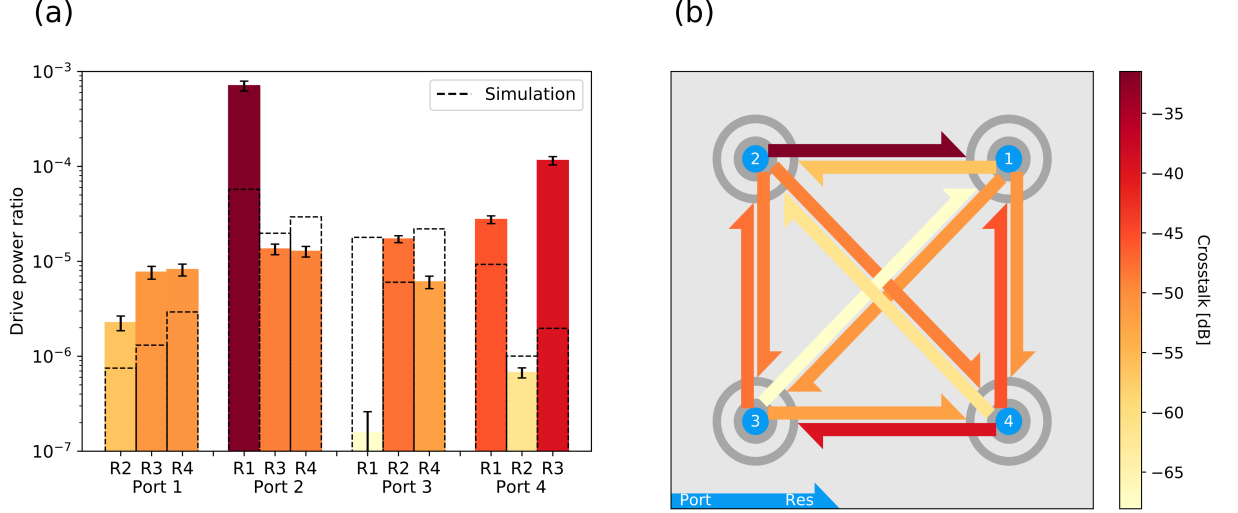 (a)
Drive power ratio
10⁻³
10⁻⁴
10⁻⁵
10⁻⁶
10⁻⁷
Simulation
R2 R3 R4 R1 R3 R4 R1 R2 R4 R1 R2 R3
Port 1 Port 2 Port 3 Port 4
(b)
2 1
3 4
Port Res
−35
−40
−45
−50
−55
−60
−65
Crosstalk [dB]